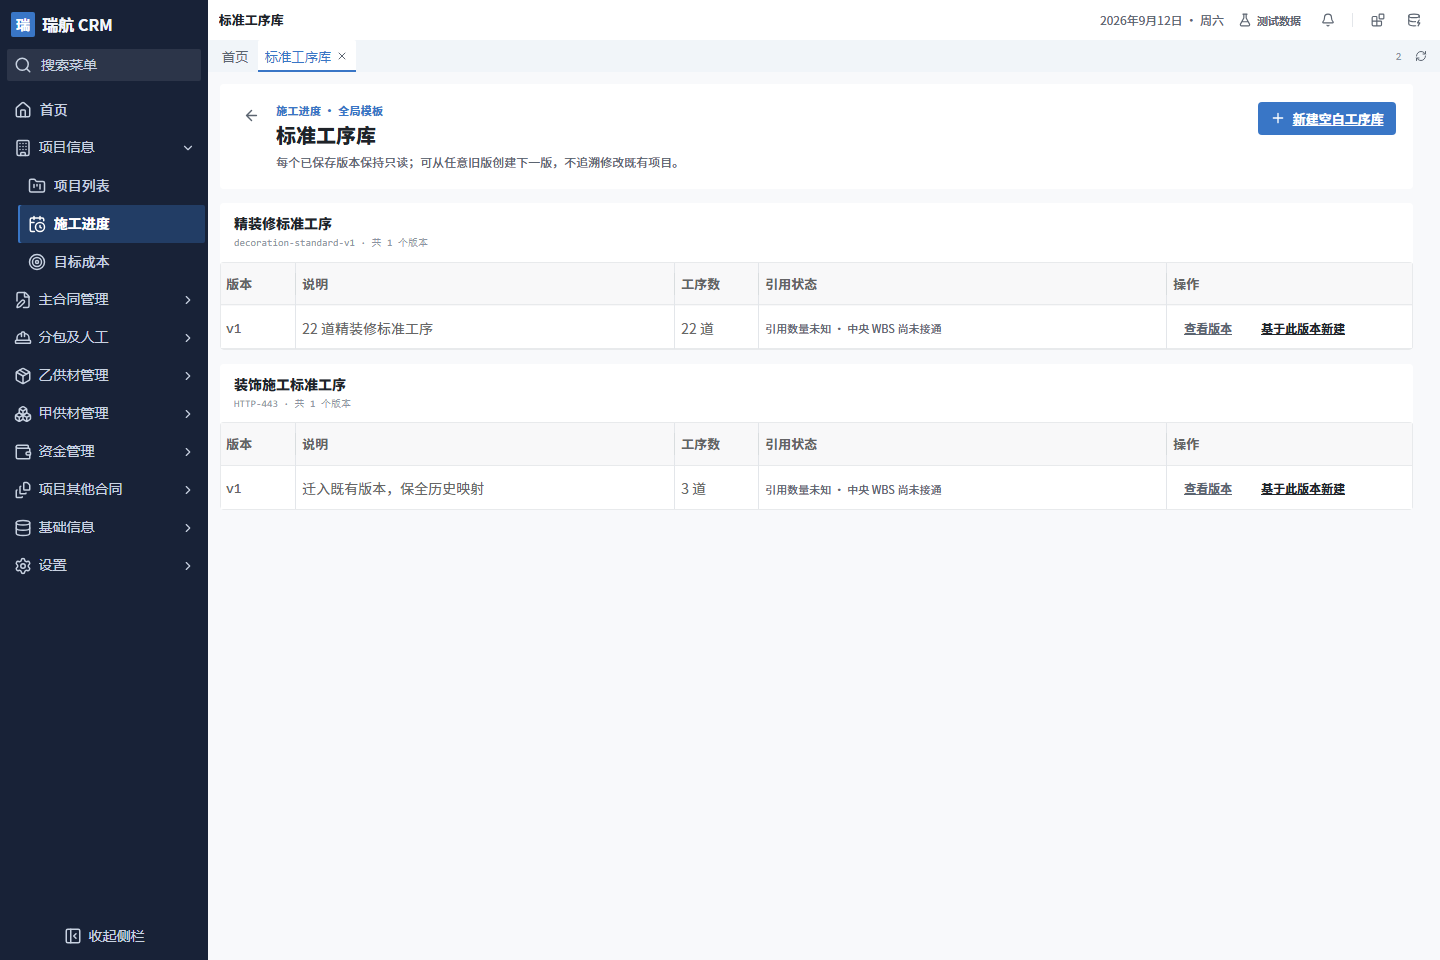 瑞 瑞航 CRM
搜索菜单
首页
项目信息
项目列表
施工进度
目标成本
主合同管理
分包及人工
乙供材管理
甲供材管理
资金管理
项目其他合同
基础信息
设置
收起侧栏
标准工序库
2026年9月12日 • 周六 测试数据
首页 标准工序库
2
施工进度 • 全局模板
标准工序库
每个已保存版本保持只读；可从任意旧版创建下一版，不追溯修改既有项目。
新建空白工序库
精装修标准工序
decoration-standard-v1 · 共 1 个版本
版本 说明 工序数 引用状态 操作
v1 22 道精装修标准工序 22 道 引用数量未知 • 中央 WBS 尚未接通 查看版本 基于此版本新建
装饰施工标准工序
HTTP-443 · 共 1 个版本
版本 说明 工序数 引用状态 操作
v1 迁入既有版本，保全历史映射 3 道 引用数量未知 • 中央 WBS 尚未接通 查看版本 基于此版本新建